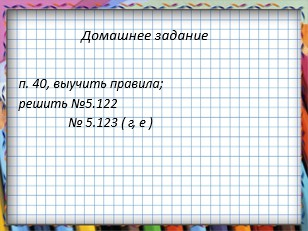 Домашнее задание
п. 40, выучить правила;
решить №5.122
№ 5.123 ( г, е )